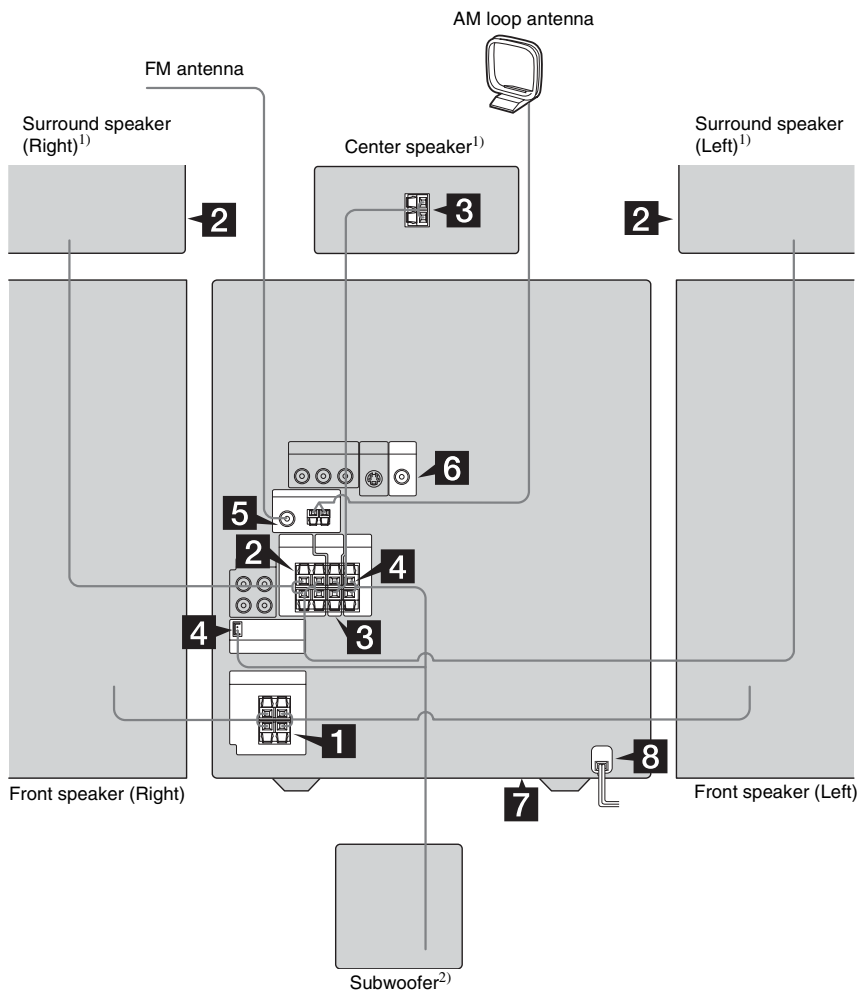 AM loop antenna
FM antenna
Surround speaker
(Right)1)
Center speaker1)
Surround speaker
(Left)1)
2
3
2
6
5
2
4
4
3
1
8
7
Front speaker (Right)
Front speaker (Left)
Subwoofer2)